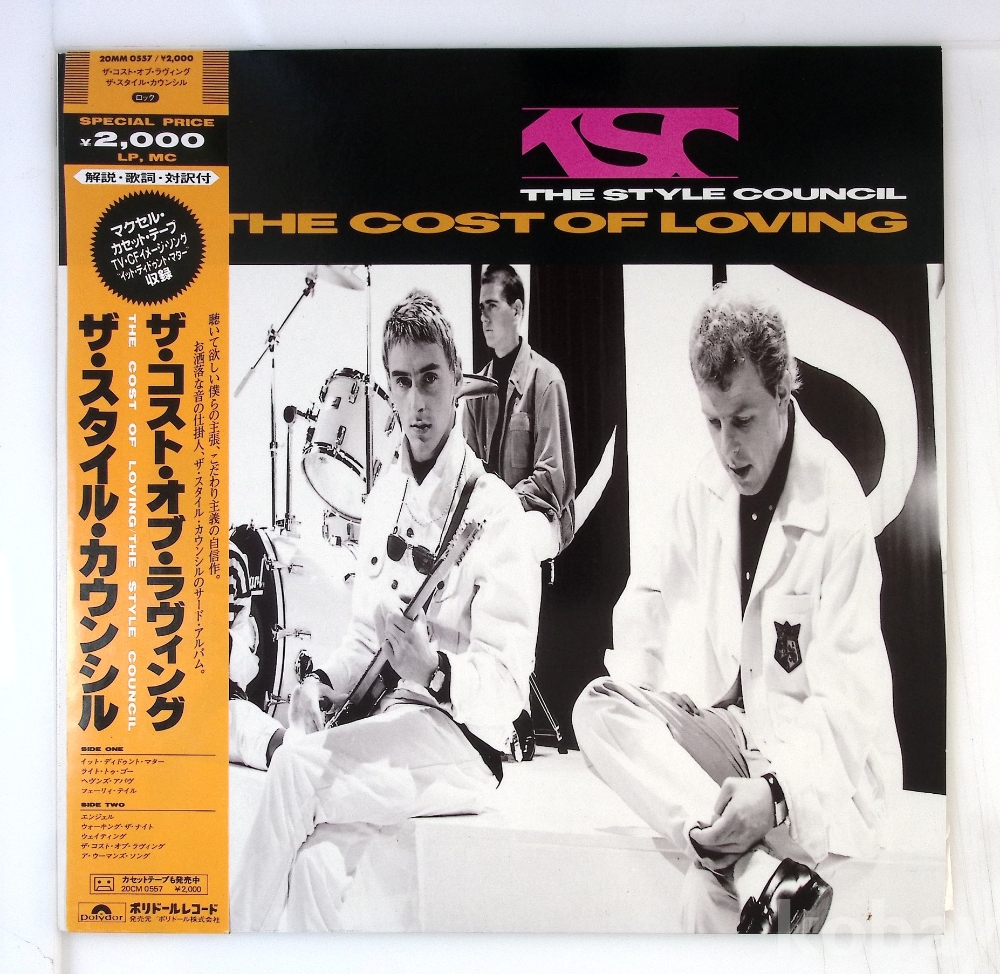 20MM 0557 / ¥2,000
ザ・コスト・オブ・ラヴィング
ザ・スタイル・カウンシル
ロック
SPECIAL PRICE
¥2,000
LP, MC
解説・歌詞・対訳付
マクセル・
カセット・テープ
TV・CFイメージ・ソング
“イット・ディドゥント・マター”
収録
聴いて欲しい僕らの主張、こだわり主義の自信作。
お洒落な音の仕掛人、ザ・スタイル・カウンシルのサード・アルバム。
ザ・コスト・オブ・ラヴィング
THE COST OF LOVING/THE STYLE COUNCIL
ザ・スタイル・カウンシル
SIDE ONE
イット・ディドゥント・マター
ライト・トゥ・ゴー
ヘヴンズ・アバヴ
フェーリィ・テイル
SIDE TWO
エンジェル
ウォーキング・ザ・ナイト
ウェイティング
ザ・コスト・オブ・ラヴィング
ア・ウーマンズ・ソング
カセットテープも発売中
20CM 0557 ¥2,000
polydor
ポリドールレコード
発売元 ポリドール株式会社
TSC
THE STYLE COUNCIL
THE COST OF LOVING
koba